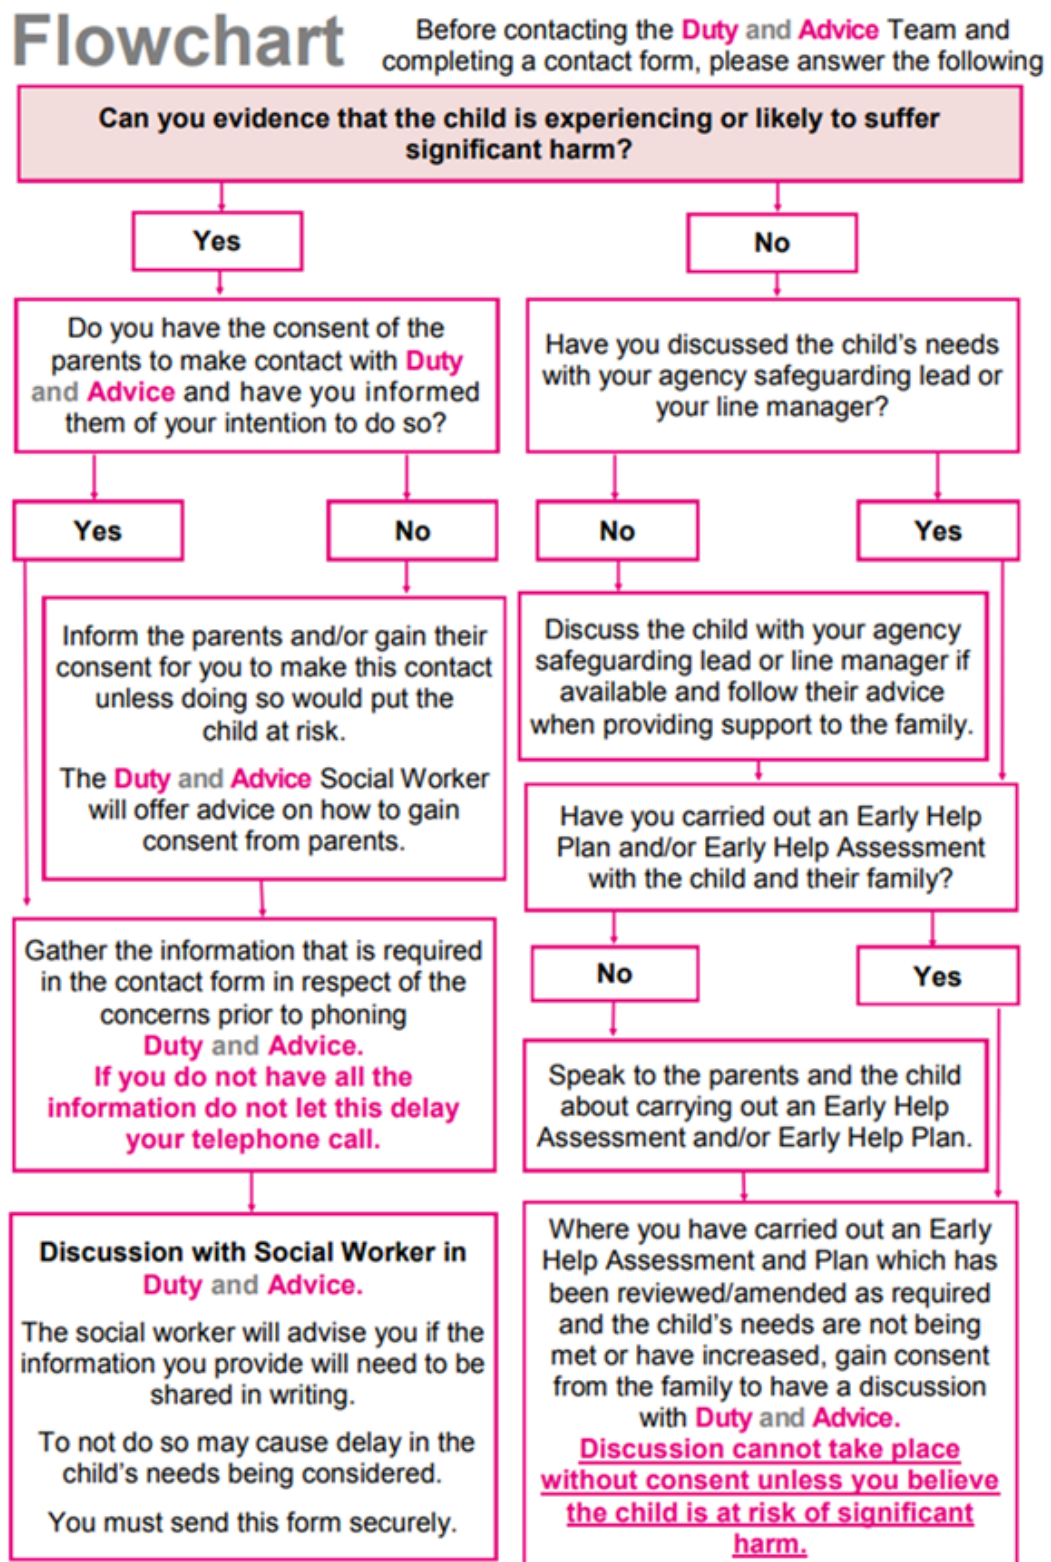 Flowchart
Before contacting the Duty and Advice Team and
completing a contact form, please answer the following
Can you evidence that the child is experiencing or likely to suffer
significant harm?
Yes
No
Do you have the consent of the
parents to make contact with Duty
and Advice and have you informed
them of your intention to do so?
Have you discussed the child's needs
with your agency safeguarding lead or
your line manager?
Yes
No
No
Yes
Inform the parents and/or gain their
consent for you to make this contact
unless doing so would put the
child at risk.
The Duty and Advice Social Worker
will offer advice on how to gain
consent from parents.
Discuss the child with your agency
safeguarding lead or line manager if
available and follow their advice
when providing support to the family.
Have you carried out an Early Help
Plan and/or Early Help Assessment
with the child and their family?
Gather the information that is required
in the contact form in respect of the
concerns prior to phoning
Duty and Advice.
If you do not have all the
information do not let this delay
your telephone call.
No
Yes
Speak to the parents and the child
about carrying out an Early Help
Assessment and/or Early Help Plan.
Discussion with Social Worker in
Duty and Advice.
The social worker will advise you if the
information you provide will need to be
shared in writing.
To not do so may cause delay in the
child's needs being considered.
You must send this form securely.
Where you have carried out an Early
Help Assessment and Plan which has
been reviewed/amended as required
and the child's needs are not being
met or have increased, gain consent
from the family to have a discussion
with Duty and Advice.
Discussion cannot take place
without consent unless you believe
the child is at risk of significant
harm.